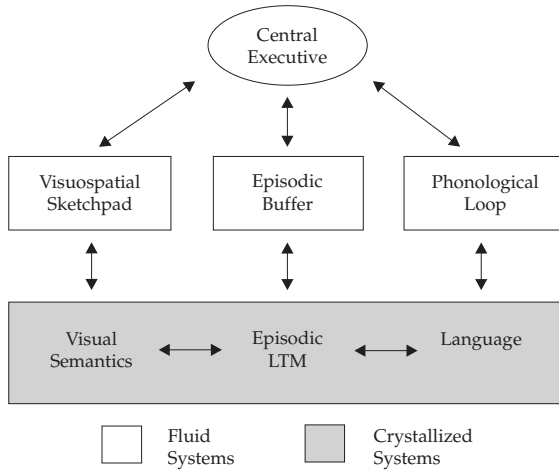 Central
Executive
Visuospatial
Sketchpad
Episodic
Buffer
Phonological
Loop
Visual
Semantics
Episodic
LTM
Language
Fluid
Systems
Crystallized
Systems